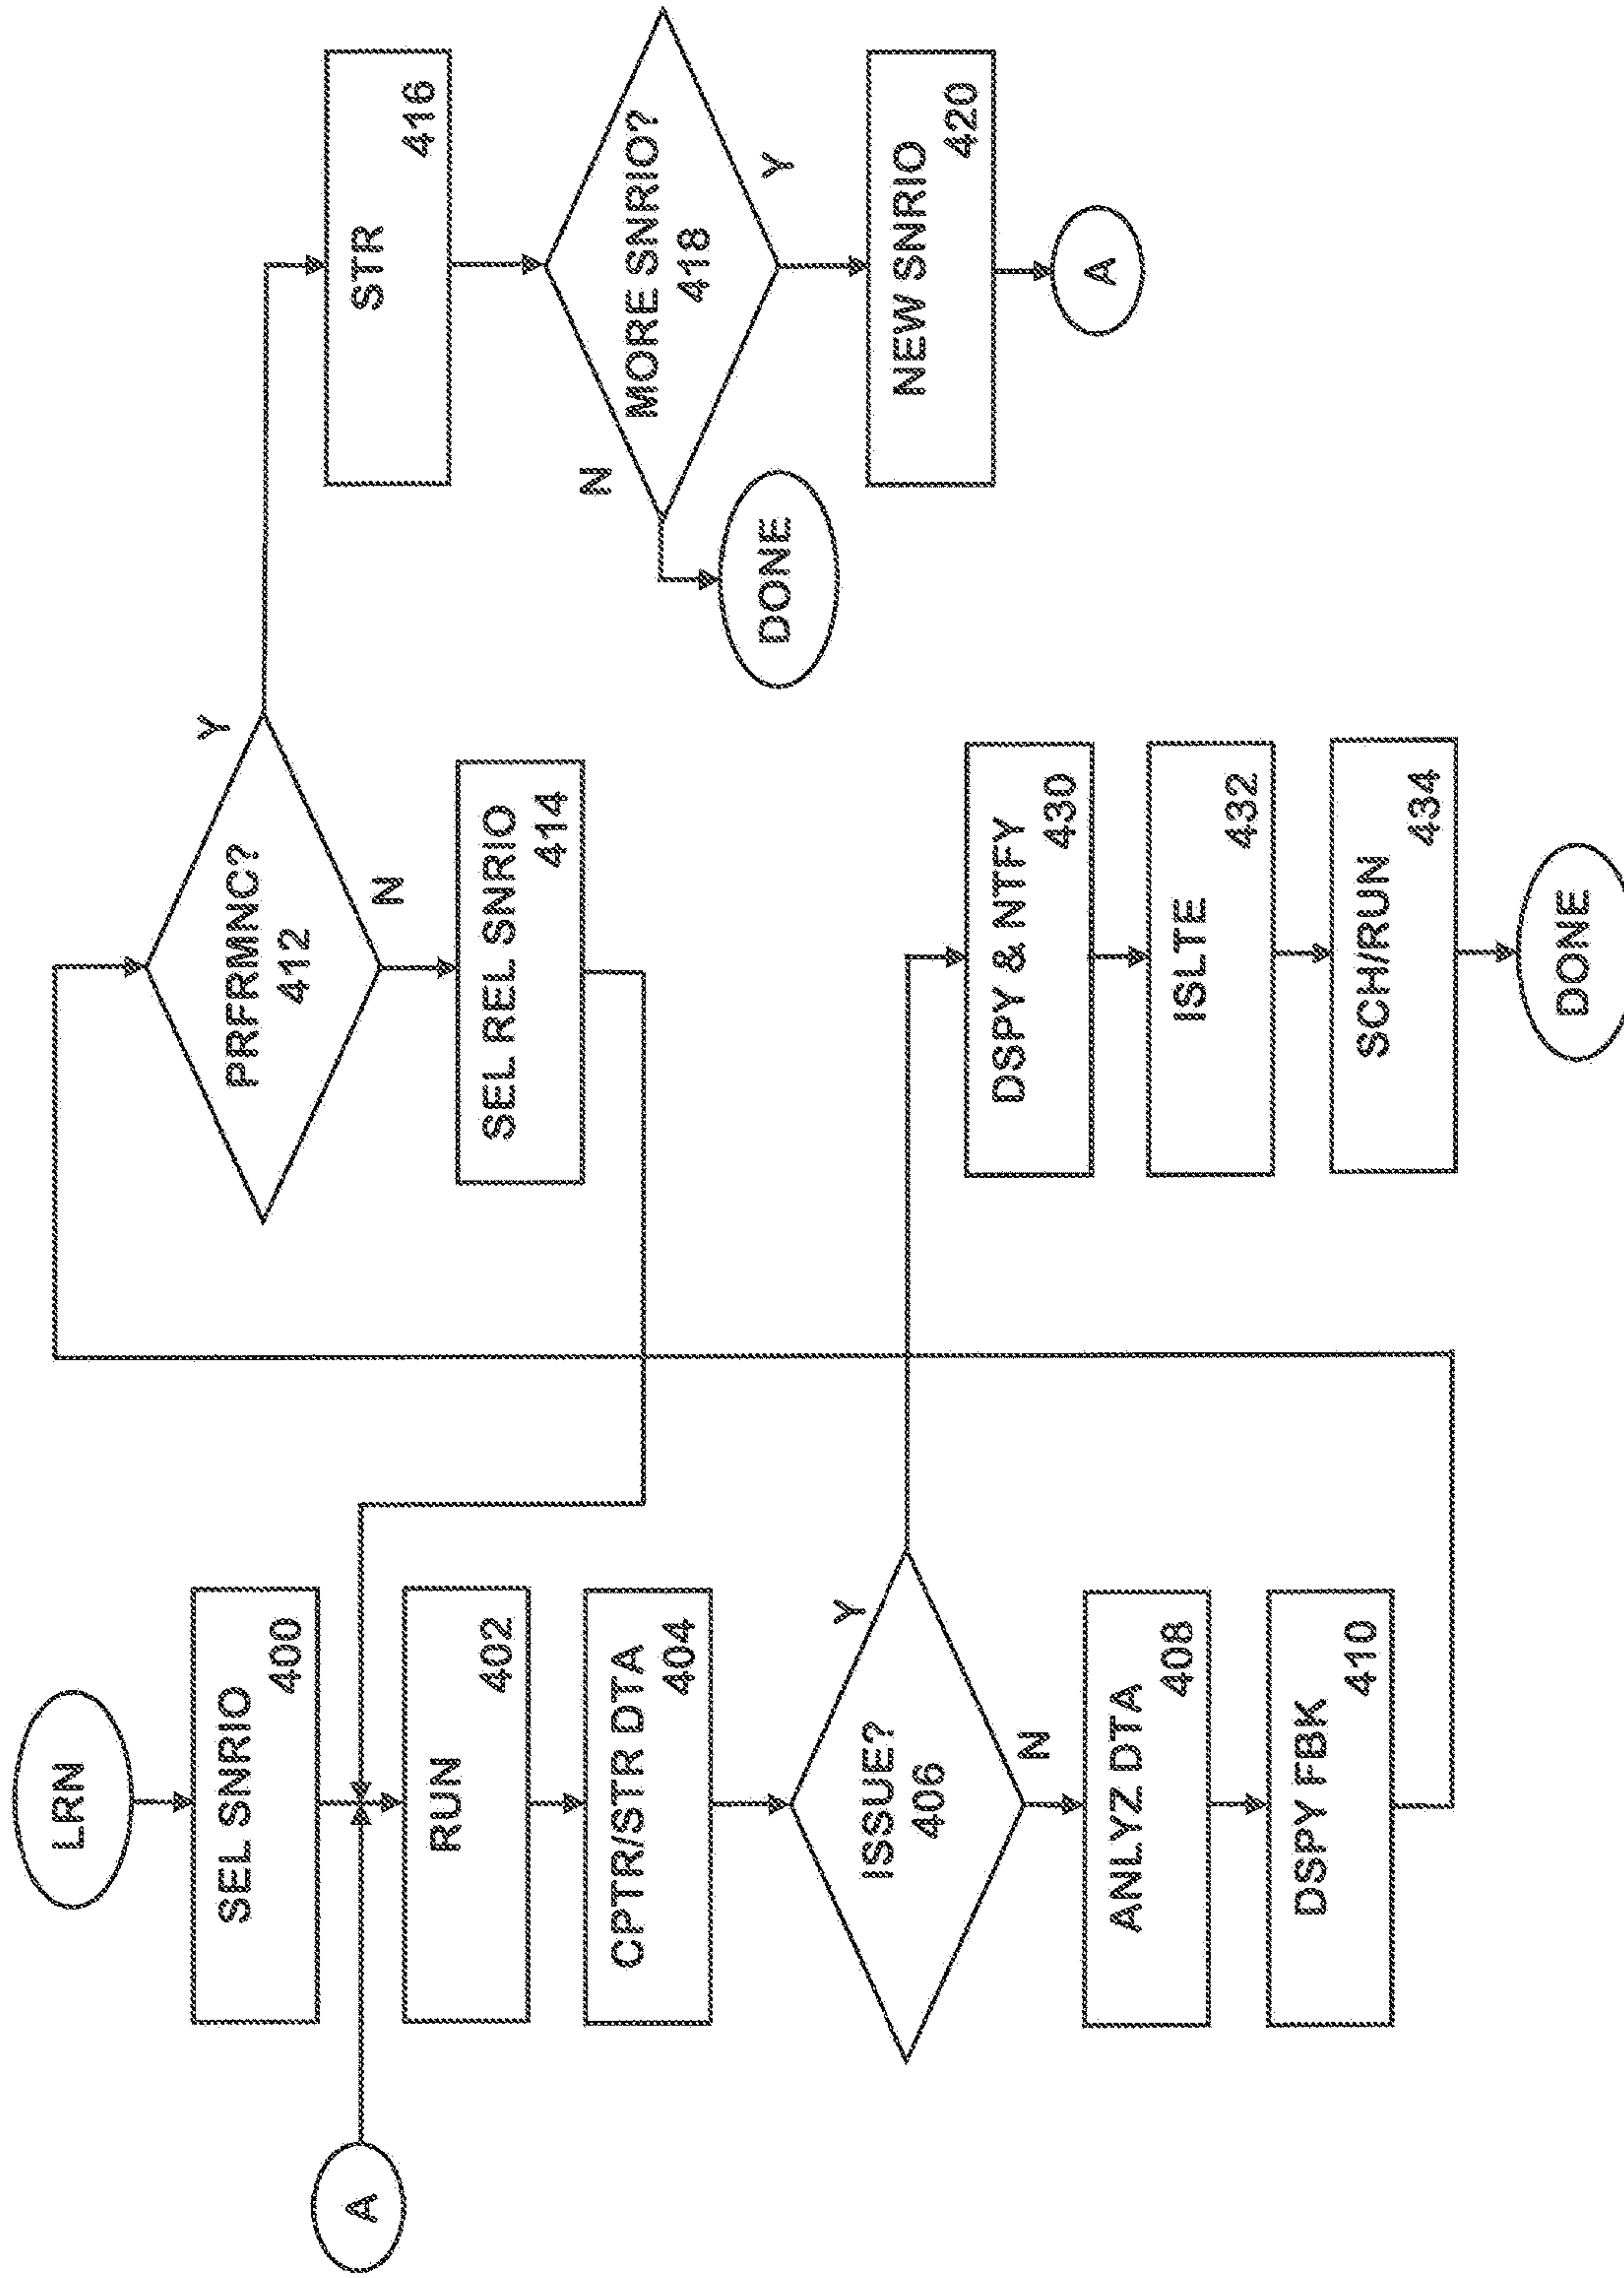 LRN
SEL SNRIO
400
A
RUN
402
CPTR/STR DTA
404
ISSUE?
406
Y
N
ANLYZ DTA
408
DSPY FBK
410
PRFRMNC?
412
Y
N
SEL REL SNRIO
414
DSPY & NTFY
430
ISLTE
432
SCH/RUN
434
DONE
STR
416
MORE SNRIO?
418
N
Y
DONE
NEW SNRIO
420
A